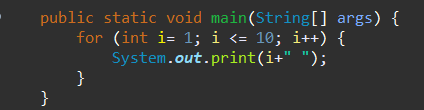 public static void main(String[] args) {
for (int i= 1; i <= 10; i++) {
System.out.print(i+" ");
}
}